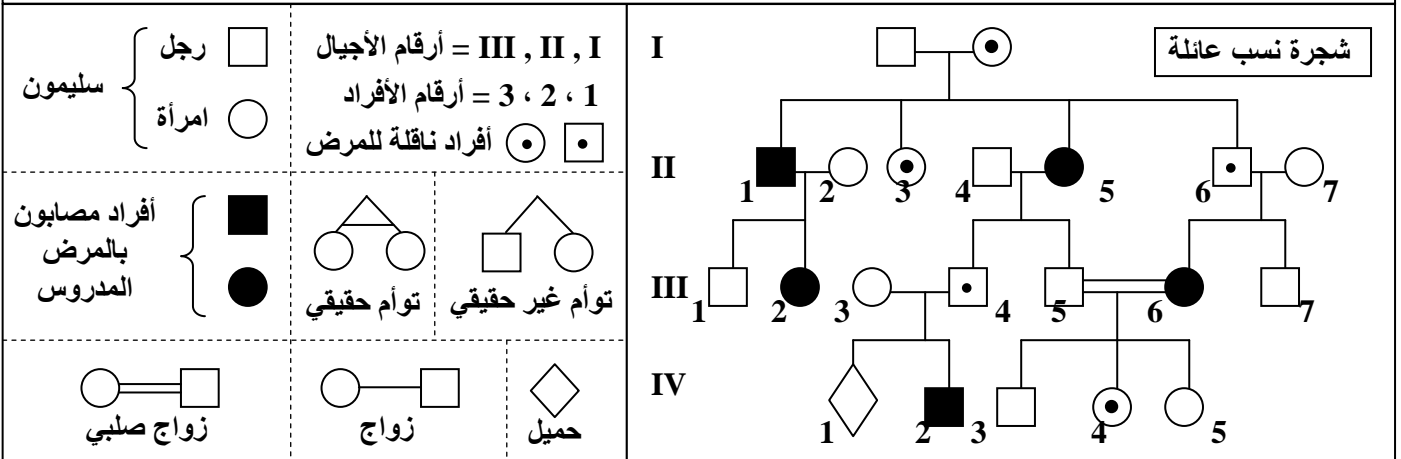 شجرة نسب عائلة
I
II
1 2 3 4 5 6 7
III
1 2 3 4 5 6 7
IV
1 2 3 4 5
I , II , III = أرقام الأجيال
1 ، 2 ، 3 = أرقام الأفراد
أفراد ناقلة للمرض
رجل
سليمون
امرأة
أفراد مصابون
بالمرض
المدروس
توأم غير حقيقي
توأم حقيقي
حميل
زواج
زواج صلبي